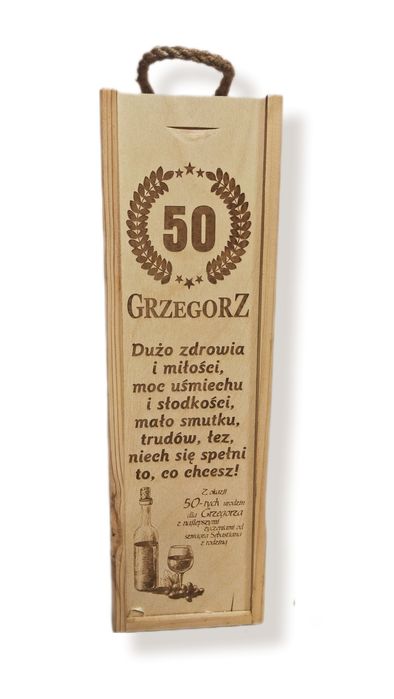 50
GRZEGORZ
Dużo zdrowia
i miłości,
moc uśmiechu
i słodkości,
mało smutku,
trudów, łez,
niech się spełni
to, co chcesz!
Z okazji
50-tych urodzin
dla Grzegorza
z najlepszymi
życzeniami od
szwagra Sebastiana
z rodziną